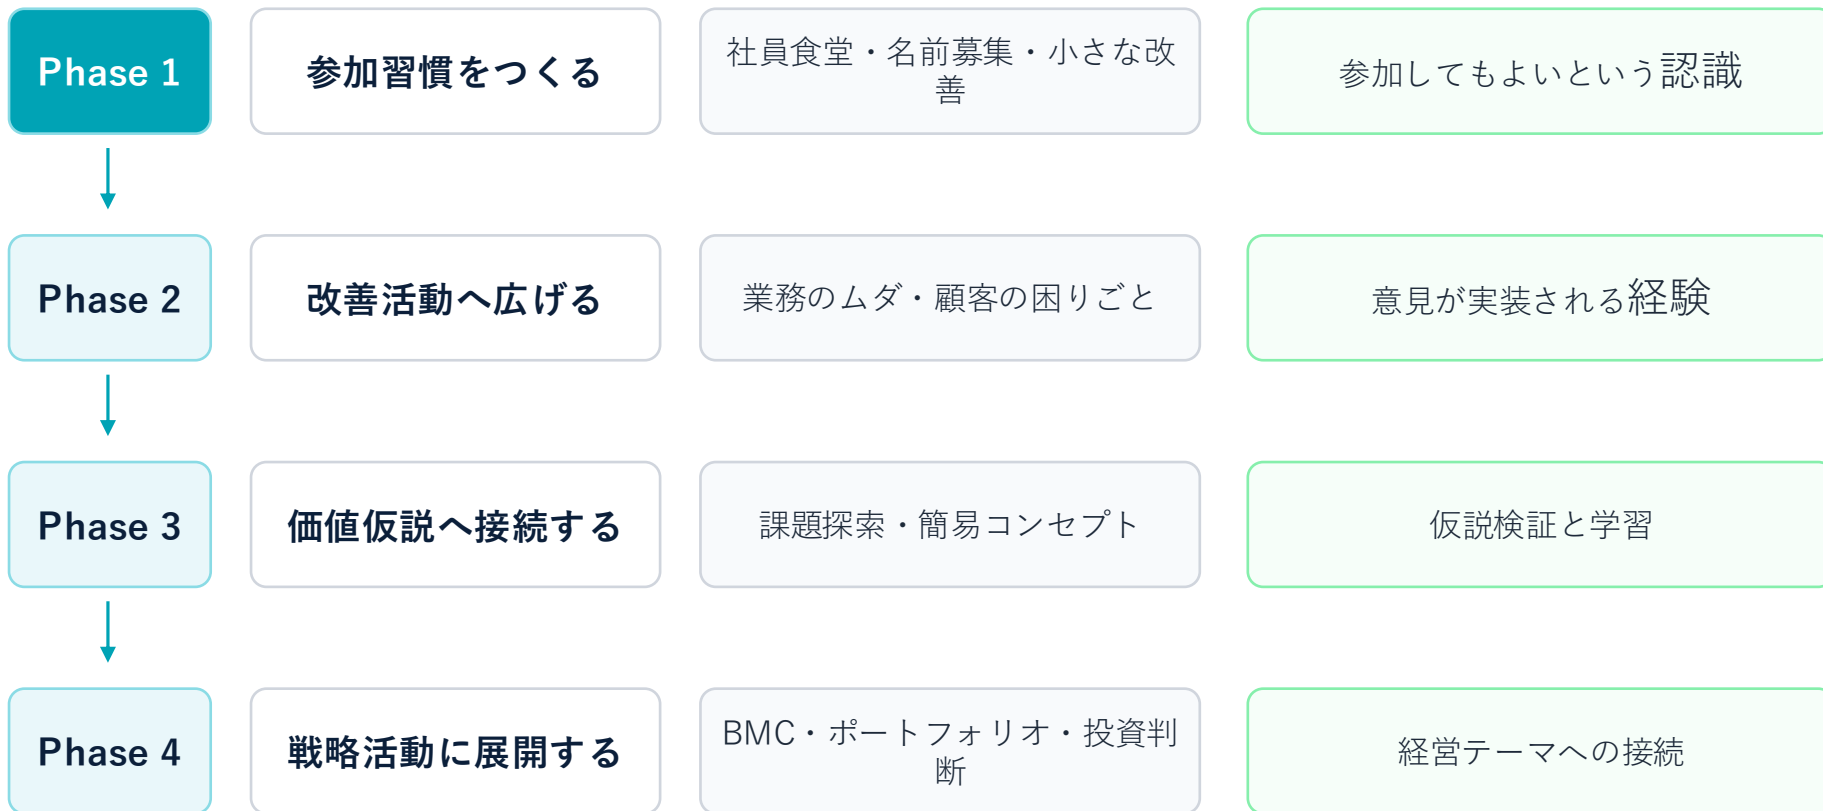 Phase 1
参加習慣をつくる
社員食堂・名前募集・小さな改
善
参加してもよいという認識
Phase 2
改善活動へ広げる
業務のムダ・顧客の困りごと
意見が実装される経験
Phase 3
価値仮説へ接続する
課題探索・簡易コンセプト
仮説検証と学習
Phase 4
戦略活動に展開する
BMC・ポートフォリオ・投資判
断
経営テーマへの接続